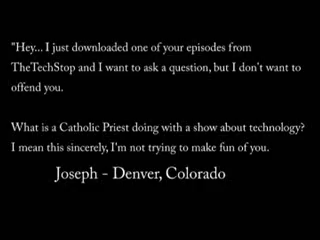 "Hey... I just downloaded one of your episodes from
TheTechStop and I want to ask a question, but I don't want to
offend you.
What is a Catholic Priest doing with a show about technology?
I mean this sincerely, I'm not trying to make fun of you.
Joseph - Denver, Colorado